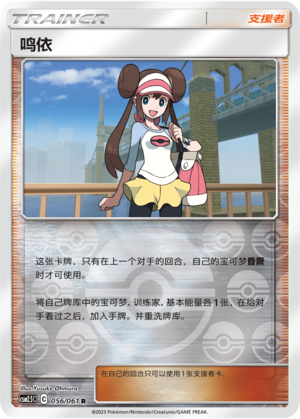 TRAINER
支援者
鸣依
这张卡牌，只有在上一个对手的回合，自己的宝可梦昏厥
时才可使用。
将自己牌库中的宝可梦、训练家、基本能量各1张，在给对
手看过之后，加入手牌。并重洗牌库。
Illus. Yusuke Ohmura
CSM2.5C C 056/061 R
在自己的回合只可以使用1张支援者卡。
©2023 Pokémon/Nintendo/Creatures/GAME FREAK.